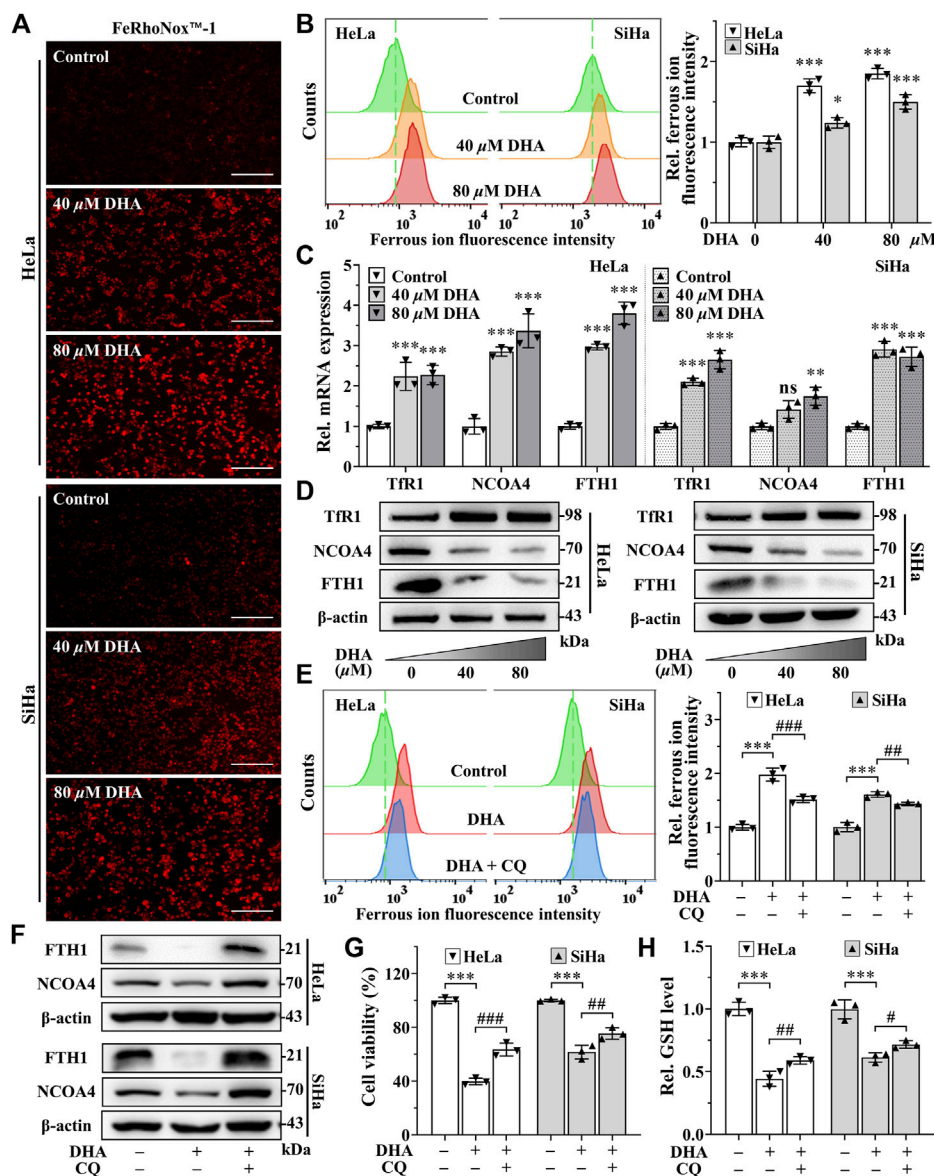 A
FeRhoNox™-1
Control
40 µM DHA
80 µM DHA
HeLa
Control
40 µM DHA
80 µM DHA
SiHa
B
HeLa
SiHa
Counts
Control
40 µM DHA
80 µM DHA
10² 10³ 10⁴ 10² 10³ 10⁴
Ferrous ion fluorescence intensity
Rel. ferrous ion
fluorescence intensity
2
1
0
HeLa
SiHa
*** * *** ***
DHA 0 40 80 µM
C
Rel. mRNA expression
5
4
3
2
1
0
Control
40 µM DHA
80 µM DHA
HeLa
Control
40 µM DHA
80 µM DHA
SiHa
*** *** *** *** *** *** *** *** ns ** *** ***
TfR1 NCOA4 FTH1 TfR1 NCOA4 FTH1
D
TfR1 98
NCOA4 70
FTH1 21
β-actin 43
HeLa
kDa
DHA
(µM) 0 40 80
TfR1 98
NCOA4 70
FTH1 21
β-actin 43
SiHa
kDa
DHA
(µM) 0 40 80
E
HeLa
SiHa
Counts
Control
DHA
DHA + CQ
10² 10³ 10⁴ 10² 10³ 10⁴
Ferrous ion fluorescence intensity
Rel. ferrous ion
fluorescence intensity
3
2
1
0
HeLa SiHa
*** ### *** ##
DHA – + + – + +
CQ – – + – – +
F
FTH1 21
NCOA4 70
β-actin 43
HeLa
FTH1 21
NCOA4 70
β-actin 43
SiHa
DHA – + + kDa
CQ – – +
G
Cell viability (%)
120
100
80
60
40
0
HeLa SiHa
*** ### *** ##
DHA – + + – + +
CQ – – + – – +
H
Rel. GSH level
1.5
1.0
0.5
0.0
HeLa SiHa
*** ## *** #
DHA – + + – + +
CQ – – + – – +